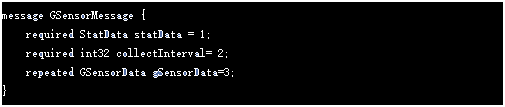 message GSensorMessage {
    required StatData statData = 1;
    required int32 collectInterval= 2;
    repeated GSensorData gSensorData=3;
}